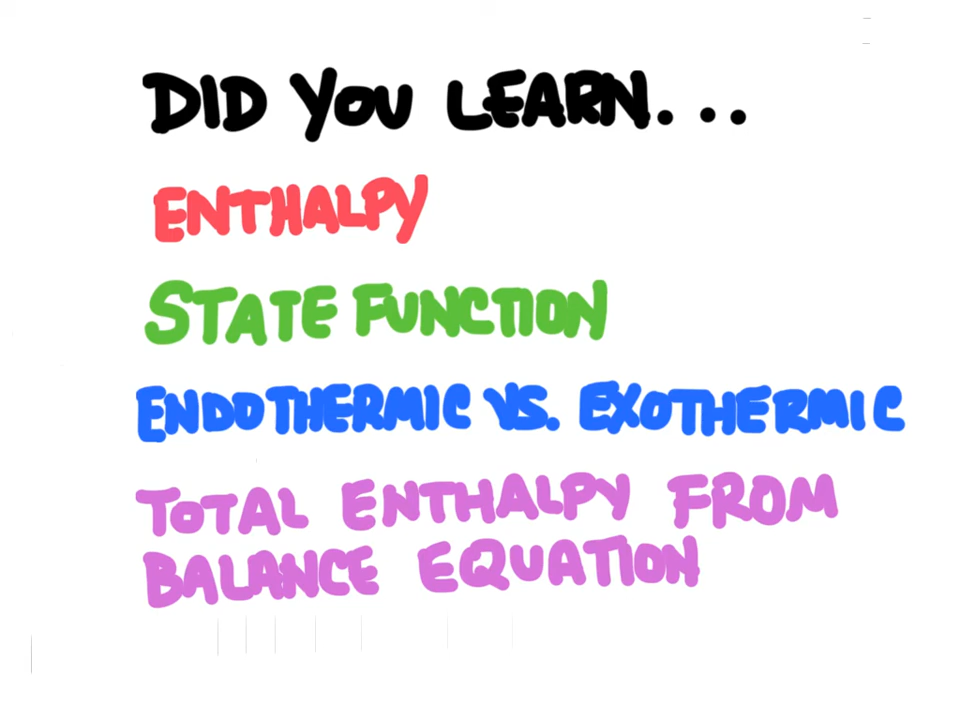 DID YOU LEARN...
ENTHALPY
STATE FUNCTION
ENDOTHERMIC VS. EXOTHERMIC
TOTAL ENTHALPY FROM
BALANCE EQUATION